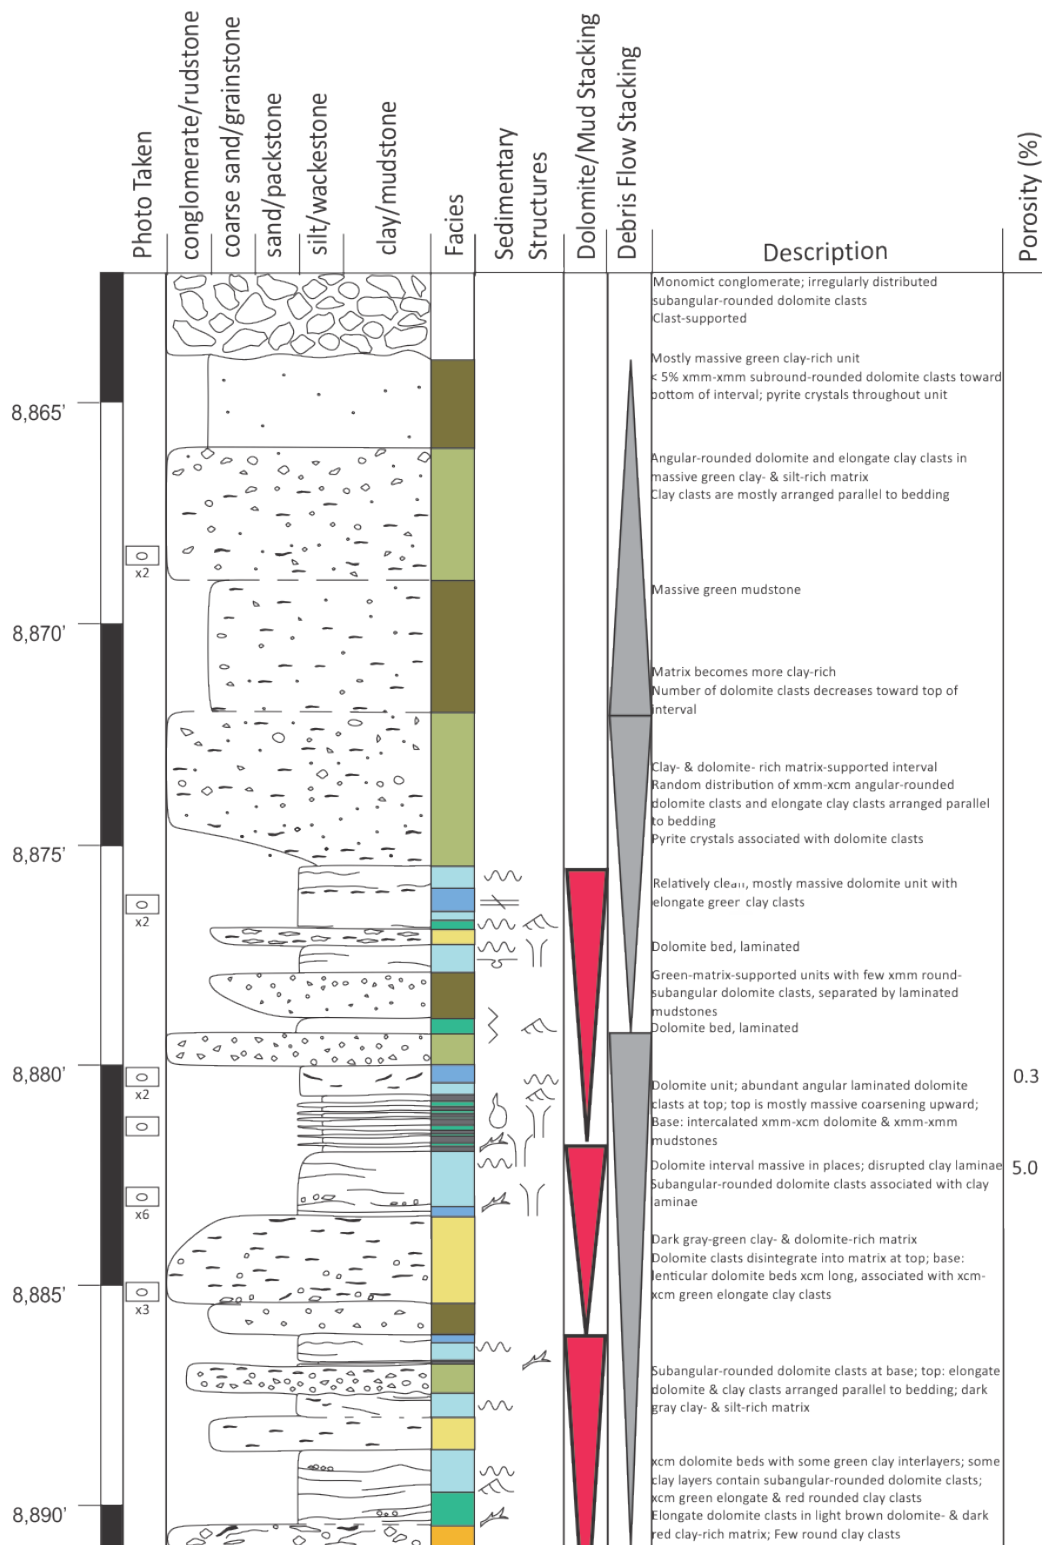 Photo Taken
conglomerate/rudstone
coarse sand/grainstone
sand/packstone
silt/wackestone
clay/mudstone
Facies
Sedimentary
Structures
Dolomite/Mud Stacking
Debris Flow Stacking
Description
Porosity (%)
Monomict conglomerate; irregularly distributed
subangular-rounded dolomite clasts
Clast-supported
Mostly massive green clay-rich unit
< 5% xmm-xmm subround-rounded dolomite clasts toward
bottom of interval; pyrite crystals throughout unit
8,865'
Angular-rounded dolomite and elongate clay clasts in
massive green clay- & silt-rich matrix
Clay clasts are mostly arranged parallel to bedding
x2
Massive green mudstone
8,870'
Matrix becomes more clay-rich
Number of dolomite clasts decreases toward top of
interval
Clay- & dolomite- rich matrix-supported interval
Random distribution of xmm-xcm angular-rounded
dolomite clasts and elongate clay clasts arranged parallel
to bedding
Pyrite crystals associated with dolomite clasts
8,875'
Relatively clean, mostly massive dolomite unit with
elongate green clay clasts
x2
Dolomite bed, laminated
Green-matrix-supported units with few xmm round-
subangular dolomite clasts, separated by laminated
mudstones
Dolomite bed, laminated
8,880'
0.3
x2
Dolomite unit; abundant angular laminated dolomite
clasts at top; top is mostly massive coarsening upward;
Base: intercalated xmm-xcm dolomite & xmm-xmm
mudstones
Dolomite interval massive in places; disrupted clay laminae
5.0
Subangular-rounded dolomite clasts associated with clay
laminae
x6
Dark gray-green clay- & dolomite-rich matrix
Dolomite clasts disintegrate into matrix at top; base:
lenticular dolomite beds xcm long, associated with xcm-
xcm green elongate clay clasts
8,885'
x3
Subangular-rounded dolomite clasts at base; top: elongate
dolomite & clay clasts arranged parallel to bedding; dark
gray clay- & silt-rich matrix
xcm dolomite beds with some green clay interlayers; some
clay layers contain subangular-rounded dolomite clasts;
xcm green elongate & red rounded clay clasts
8,890'
Elongate dolomite clasts in light brown dolomite- & dark
red clay-rich matrix; Few round clay clasts